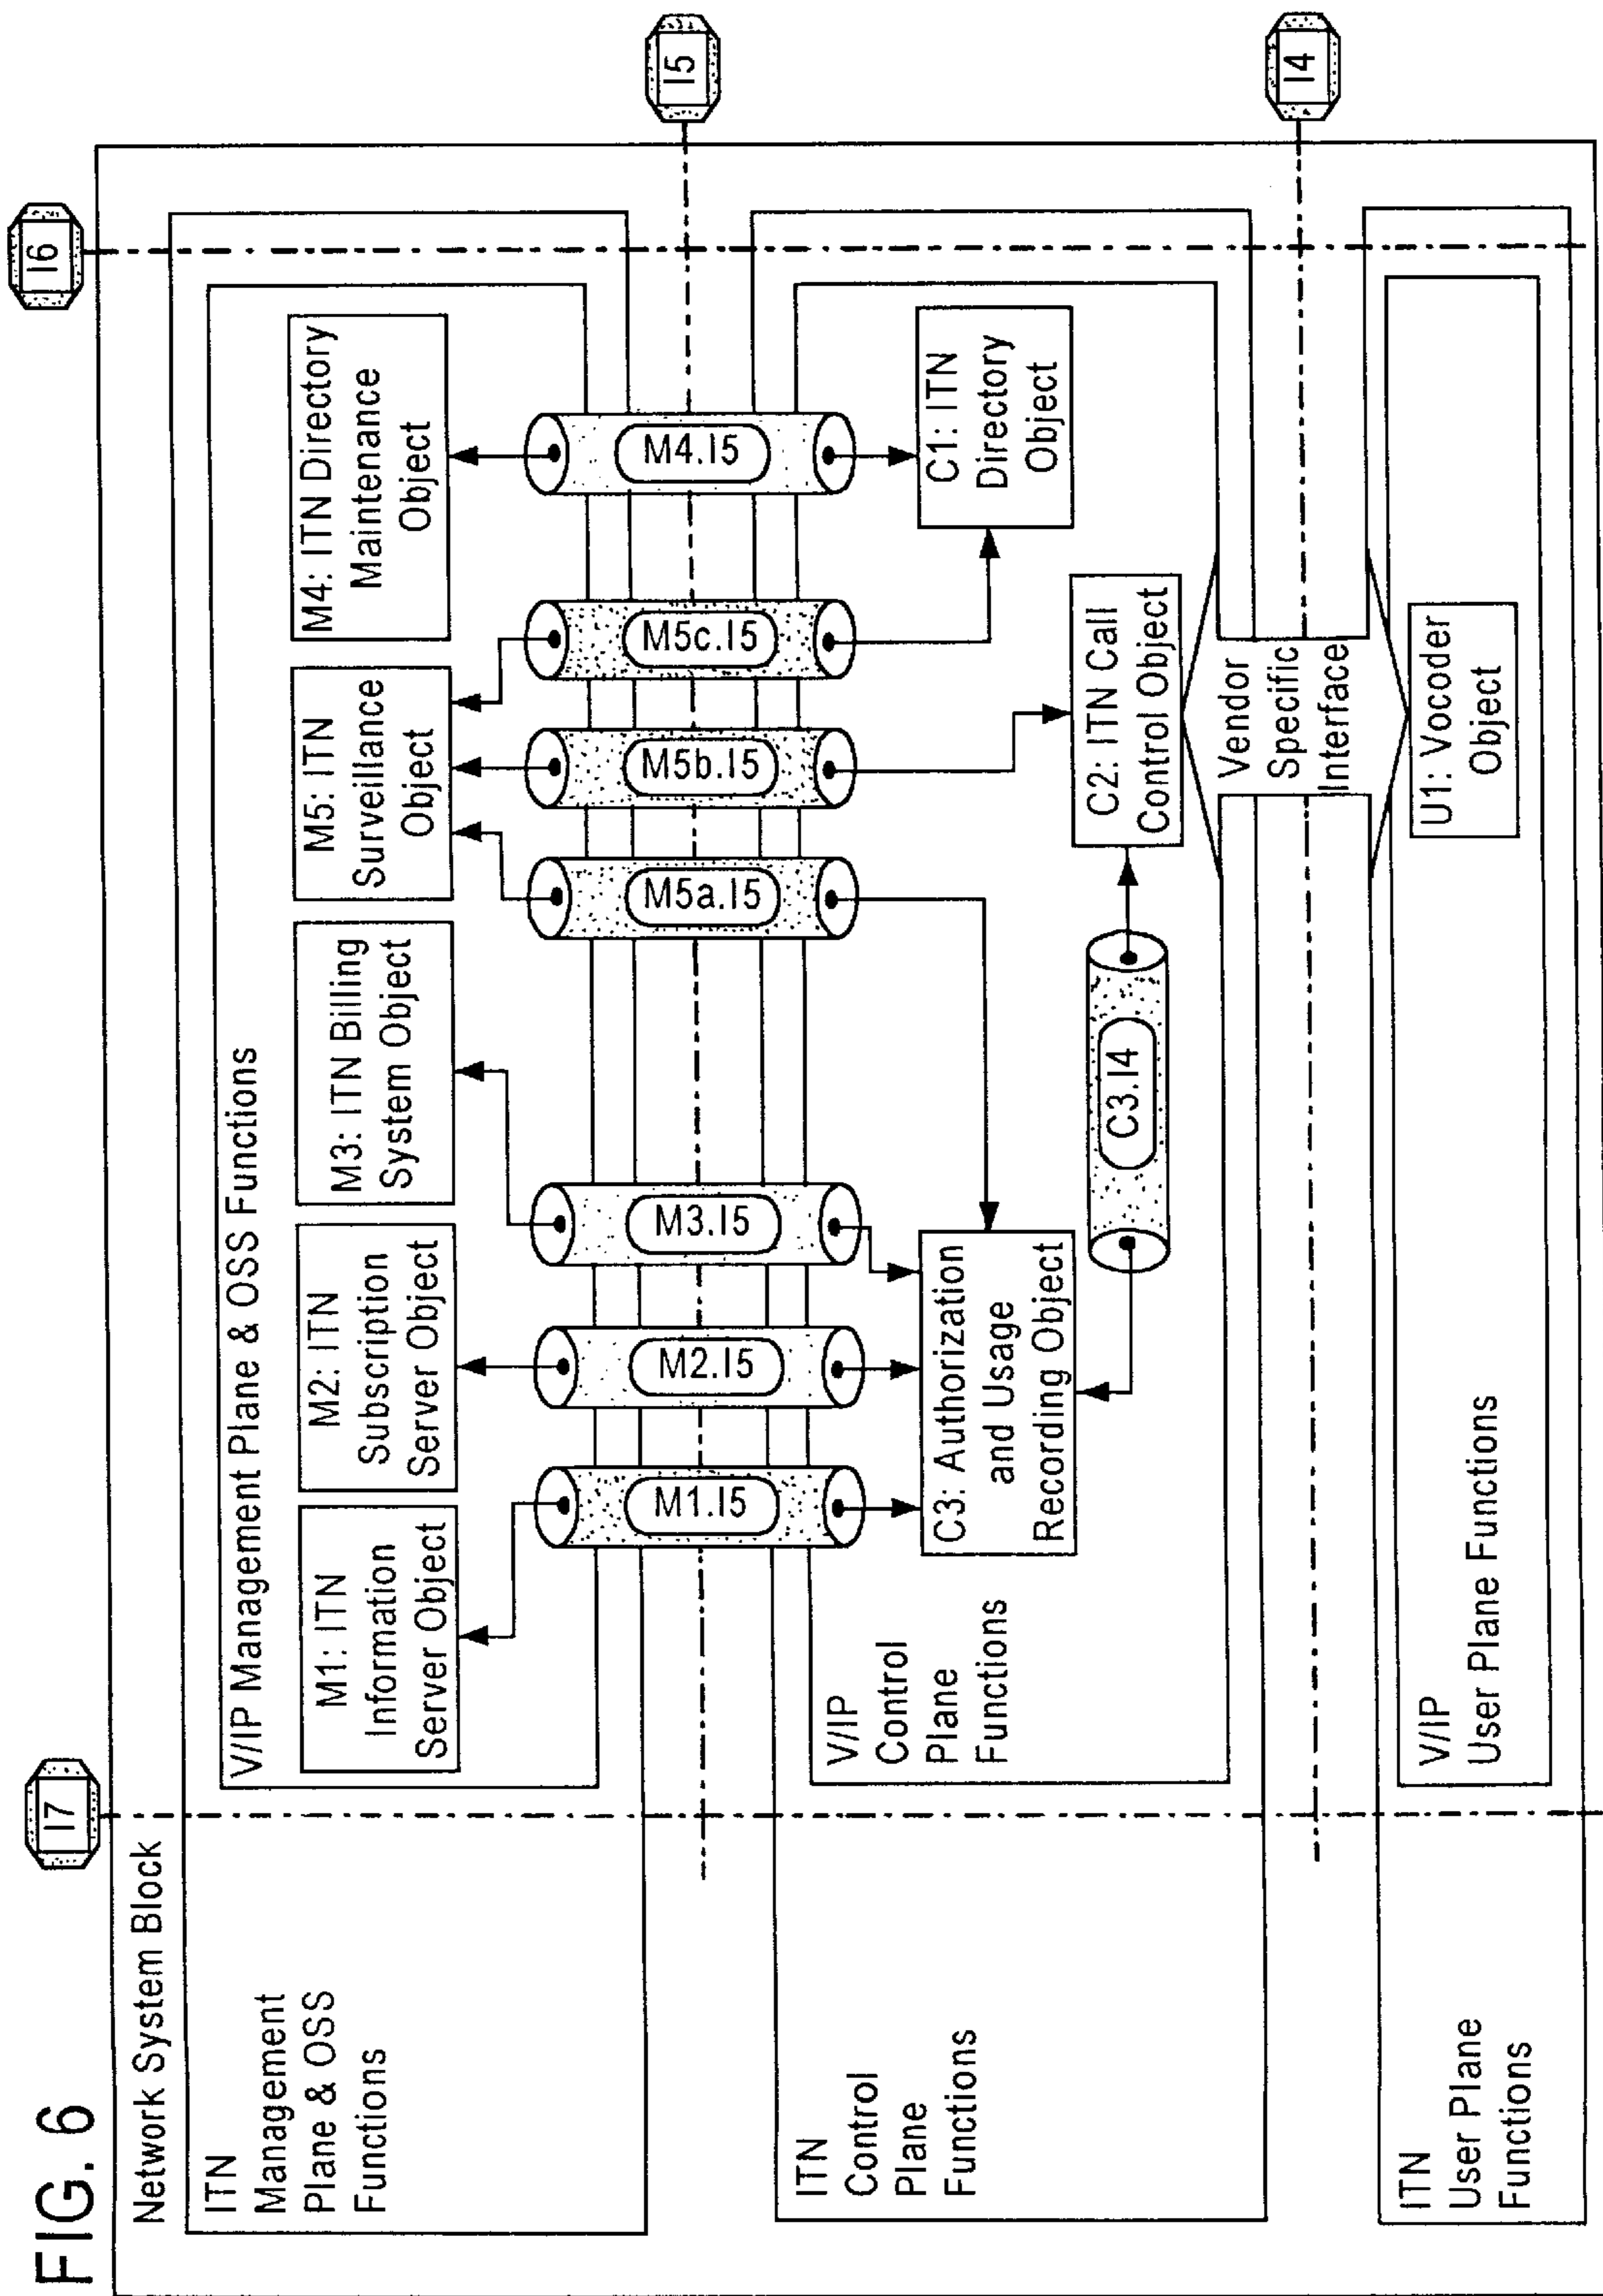 FIG. 6
I7
I6
Network System Block
ITN
Management
Plane & OSS
Functions
V/IP Management Plane & OSS Functions
M1: ITN
Information
Server Object
M2: ITN
Subscription
Server Object
M3: ITN Billing
System Object
M5: ITN
Surveillance
Object
M4: ITN Directory
Maintenance
Object
M1.I5
M2.I5
M3.I5
M5a.I5
M5b.I5
M5c.I5
M4.I5
I5
ITN
Control
Plane
Functions
V/IP
Control
Plane
Functions
C3: Authorization
and Usage
Recording Object
C3.I4
C2: ITN Call
Control Object
C1: ITN
Directory
Object
Vendor
Specific
Interface
I4
ITN
User Plane
Functions
V/IP
User Plane Functions
U1: Vocoder
Object